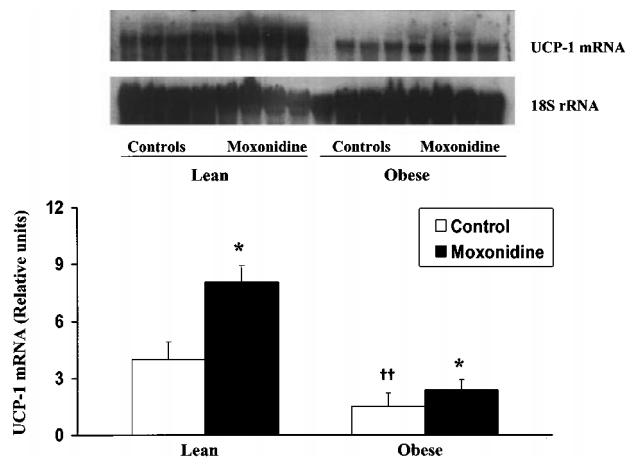 UCP-1 mRNA
18S rRNA
Controls Moxonidine Controls Moxonidine
Lean Obese
UCP-1 mRNA (Relative units)
12
9
6
3
0
Control
Moxonidine
*
††
*
Lean Obese